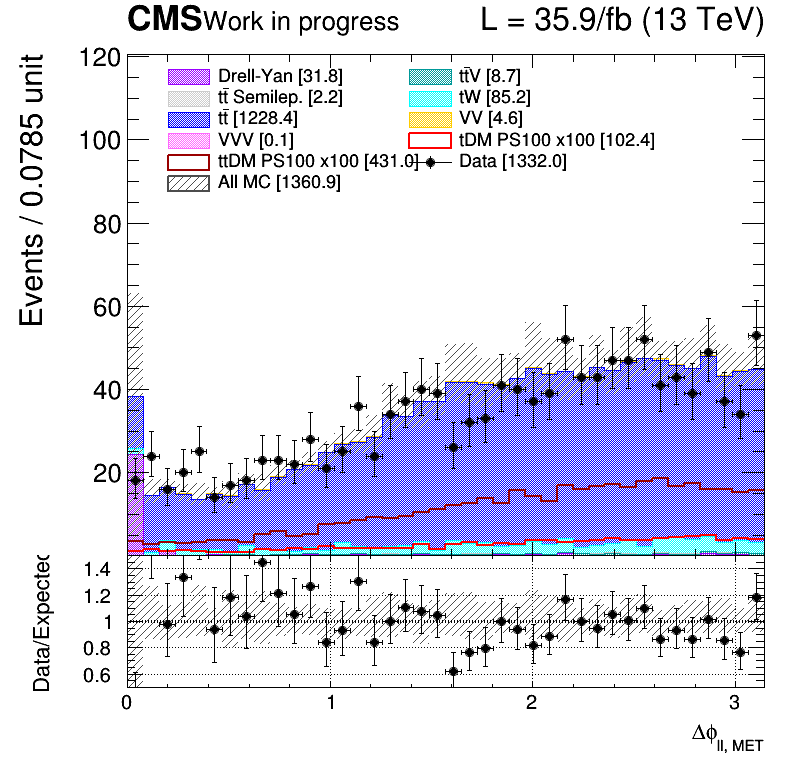 CMS Work in progress L = 35.9/fb (13 TeV)
Events / 0.0785 unit
120
100
80
60
40
20
Drell-Yan [31.8]
tt̄V [8.7]
tt̄ Semilep. [2.2]
tW [85.2]
tt̄ [1228.4]
VV [4.6]
VVV [0.1]
tDM PS100 x100 [102.4]
ttDM PS100 x100 [431.0]
Data [1332.0]
All MC [1360.9]
Data/Expected
1.4
1.2
1
0.8
0.6
0 1 2 3
Δϕll, MET